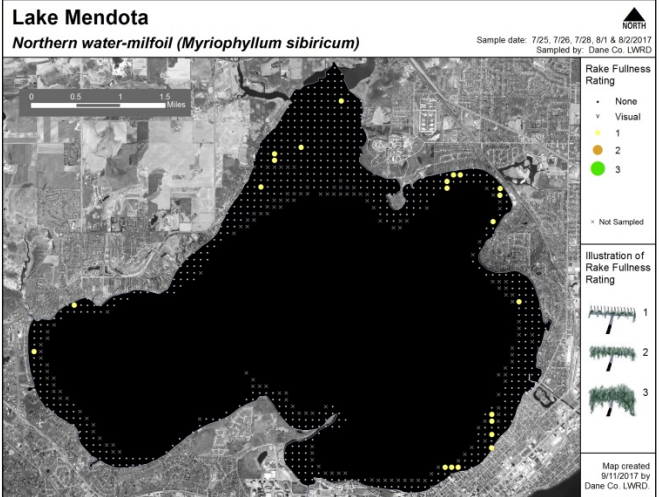 Lake Mendota
Northern water-milfoil (Myriophyllum sibiricum)
NORTH
Sample date: 7/25, 7/26, 7/28, 8/1 & 8/2/2017
Sampled by: Dane Co. LWRD
0 0.5 1 1.5
Miles
Rake Fullness
Rating
None
Visual
1
2
3
× Not Sampled
Illustration of
Rake Fullness
Rating
1
2
3
Map created
9/11/2017 by
Dane Co. LWRD.